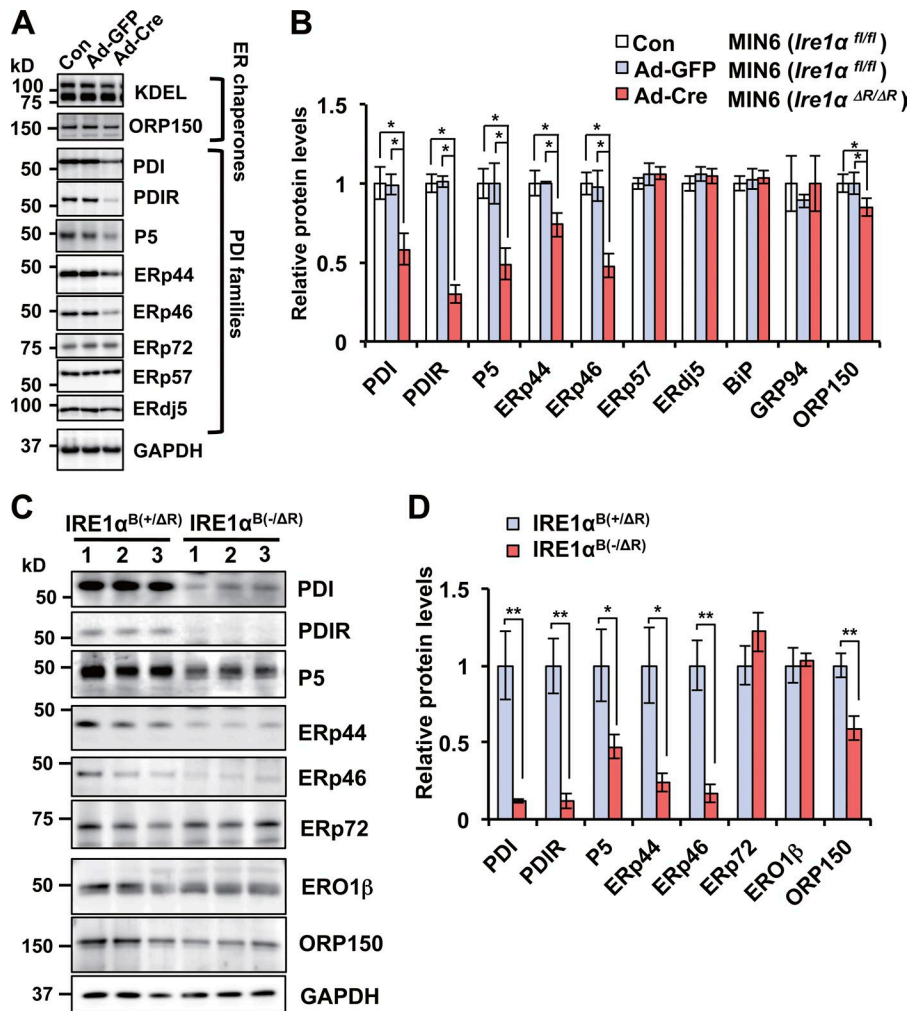 A
Con
Ad-GFP
Ad-Cre
kD
100
75
KDEL
150
ORP150
ER chaperones
50
PDI
50
PDIR
50
P5
50
ERp44
50
ERp46
75
ERp72
50
ERp57
100
ERdj5
PDI families
37
GAPDH
B
Con MIN6 (Ire1α fl/fl)
Ad-GFP MIN6 (Ire1α fl/fl)
Ad-Cre MIN6 (Ire1α ΔR/ΔR)
Relative protein levels
1.5
1
0.5
0
* * * * * * * * * * * *
PDI PDIR P5 ERp44 ERp46 ERp57 ERdj5 BiP GRP94 ORP150
C
IRE1αB(+/ΔR) IRE1αB(-/ΔR)
kD
1 2 3 1 2 3
50
PDI
50
PDIR
50
P5
50
ERp44
50
ERp46
75
ERp72
50
ERO1β
150
ORP150
37
GAPDH
D
IRE1αB(+/ΔR)
IRE1αB(-/ΔR)
Relative protein levels
1.5
1
0.5
0
** ** * * ** **
PDI PDIR P5 ERp44 ERp46 ERp72 ERO1β ORP150